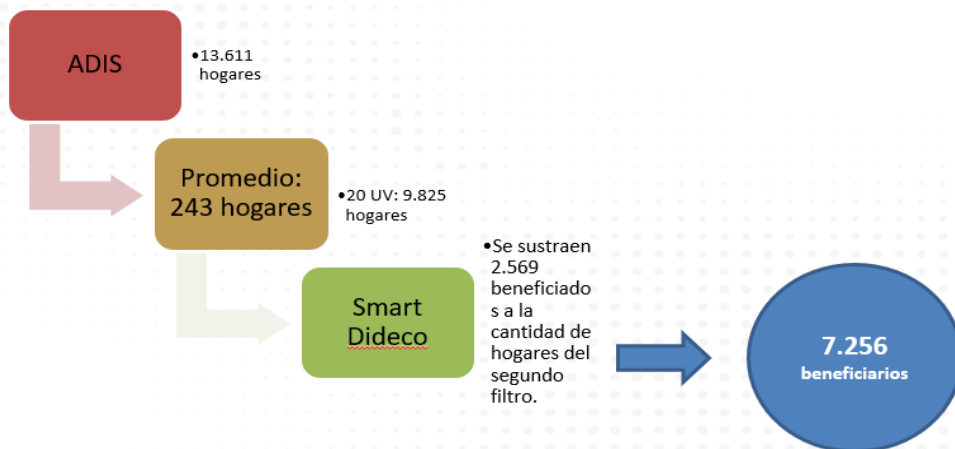 ADIS
•13.611
hogares
Promedio:
243 hogares
•20 UV: 9.825
hogares
Smart
Dideco
•Se sustraen
2.569
beneficiado
s a la
cantidad de
hogares del
segundo
filtro.
7.256
beneficiarios